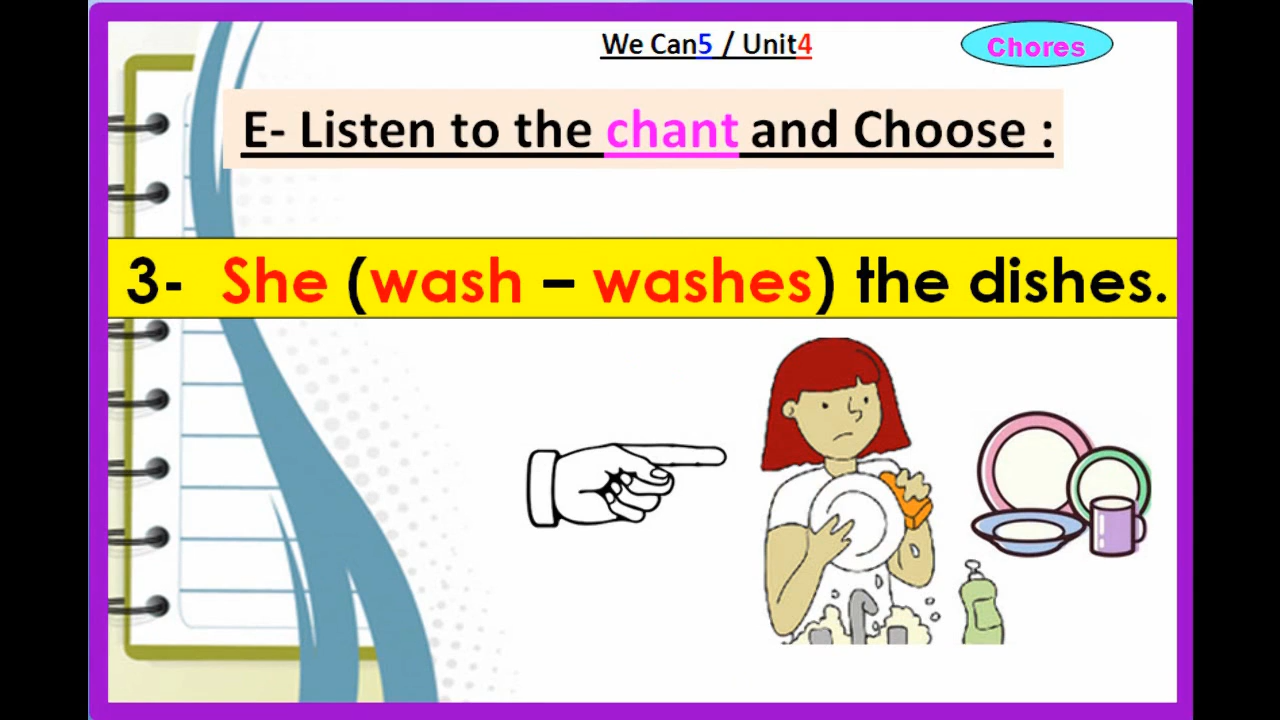 We Can5 / Unit4
Chores
E- Listen to the chant and Choose :
3- She (wash – washes) the dishes.